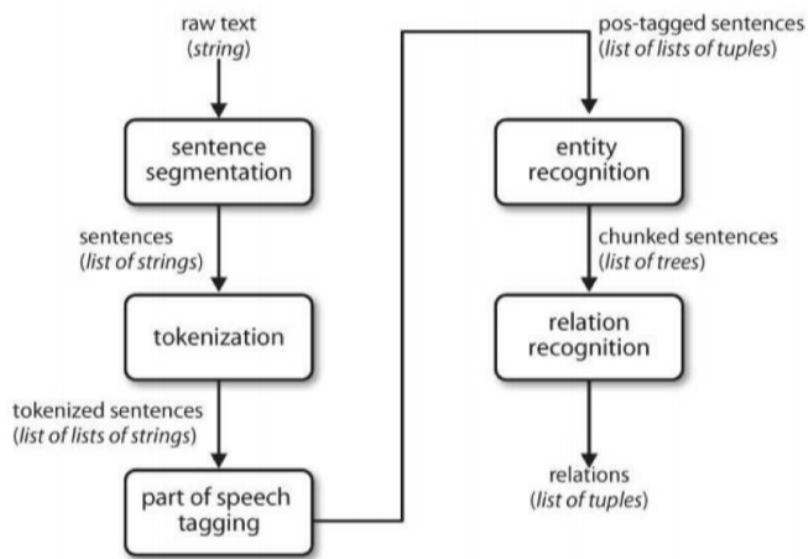 raw text
(string)
sentence
segmentation
sentences
(list of strings)
tokenization
tokenized sentences
(list of lists of strings)
part of speech
tagging
pos-tagged sentences
(list of lists of tuples)
entity
recognition
chunked sentences
(list of trees)
relation
recognition
relations
(list of tuples)